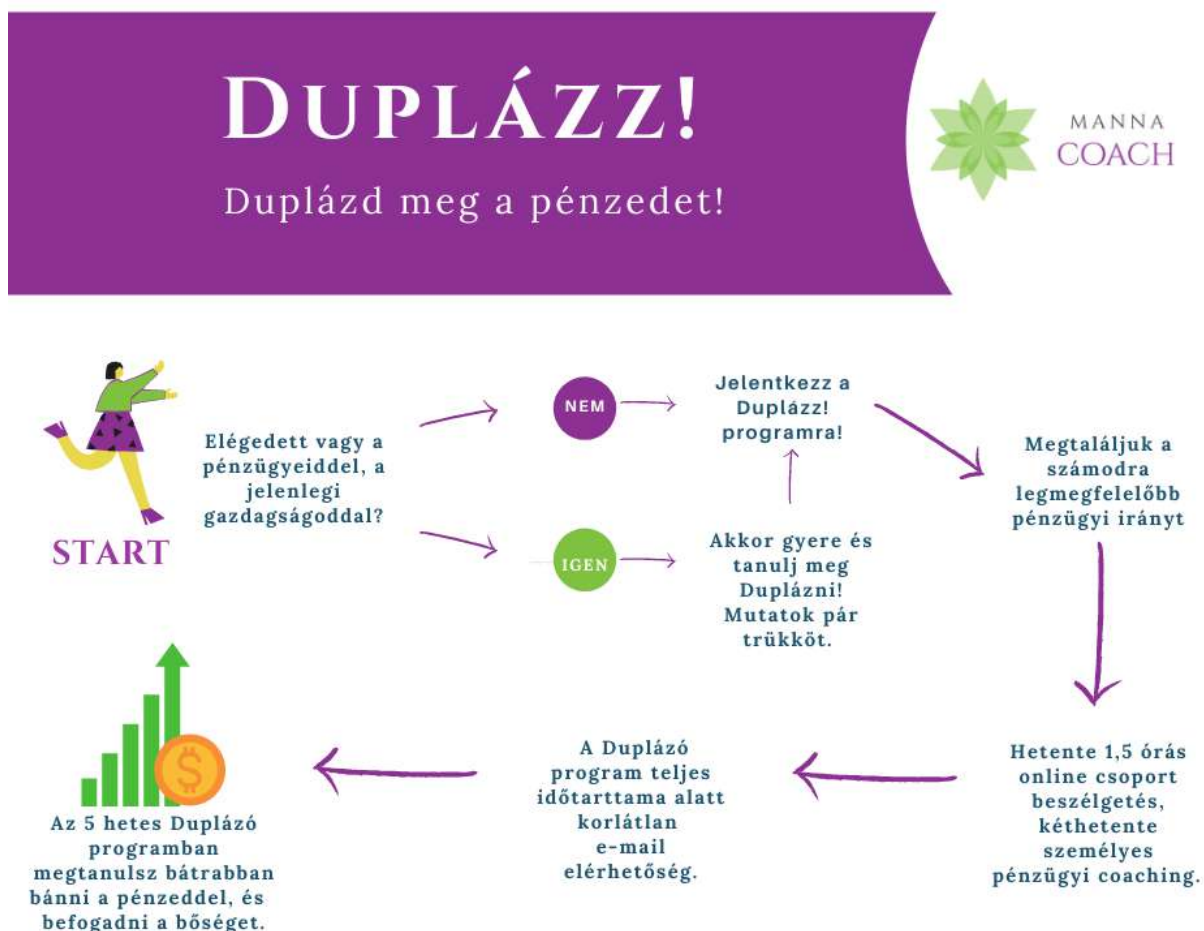 DUPLÁZZ!
Duplázd meg a pénzedet!
MANNA
COACH
START
Elégedett vagy a
pénzügyeiddel, a
jelenlegi
gazdagságoddal?
NEM
Jelentkezz a
Duplázz!
programra!
IGEN
Akkor gyere és
tanulj meg
Duplázni!
Mutatok pár
trükköt.
Megtaláljuk a
számodra
legmegfelelőbb
pénzügyi irányt
Hetente 1,5 órás
online csoport
beszélgetés,
kéthetente
személyes
pénzügyi coaching.
A Duplázó
program teljes
időtarttama alatt
korlátlan
e-mail
elérhetőség.
$
Az 5 hetes Duplázó
programban
megtanulsz bátrabban
bánni a pénzeddel, és
befogadni a bőséget.